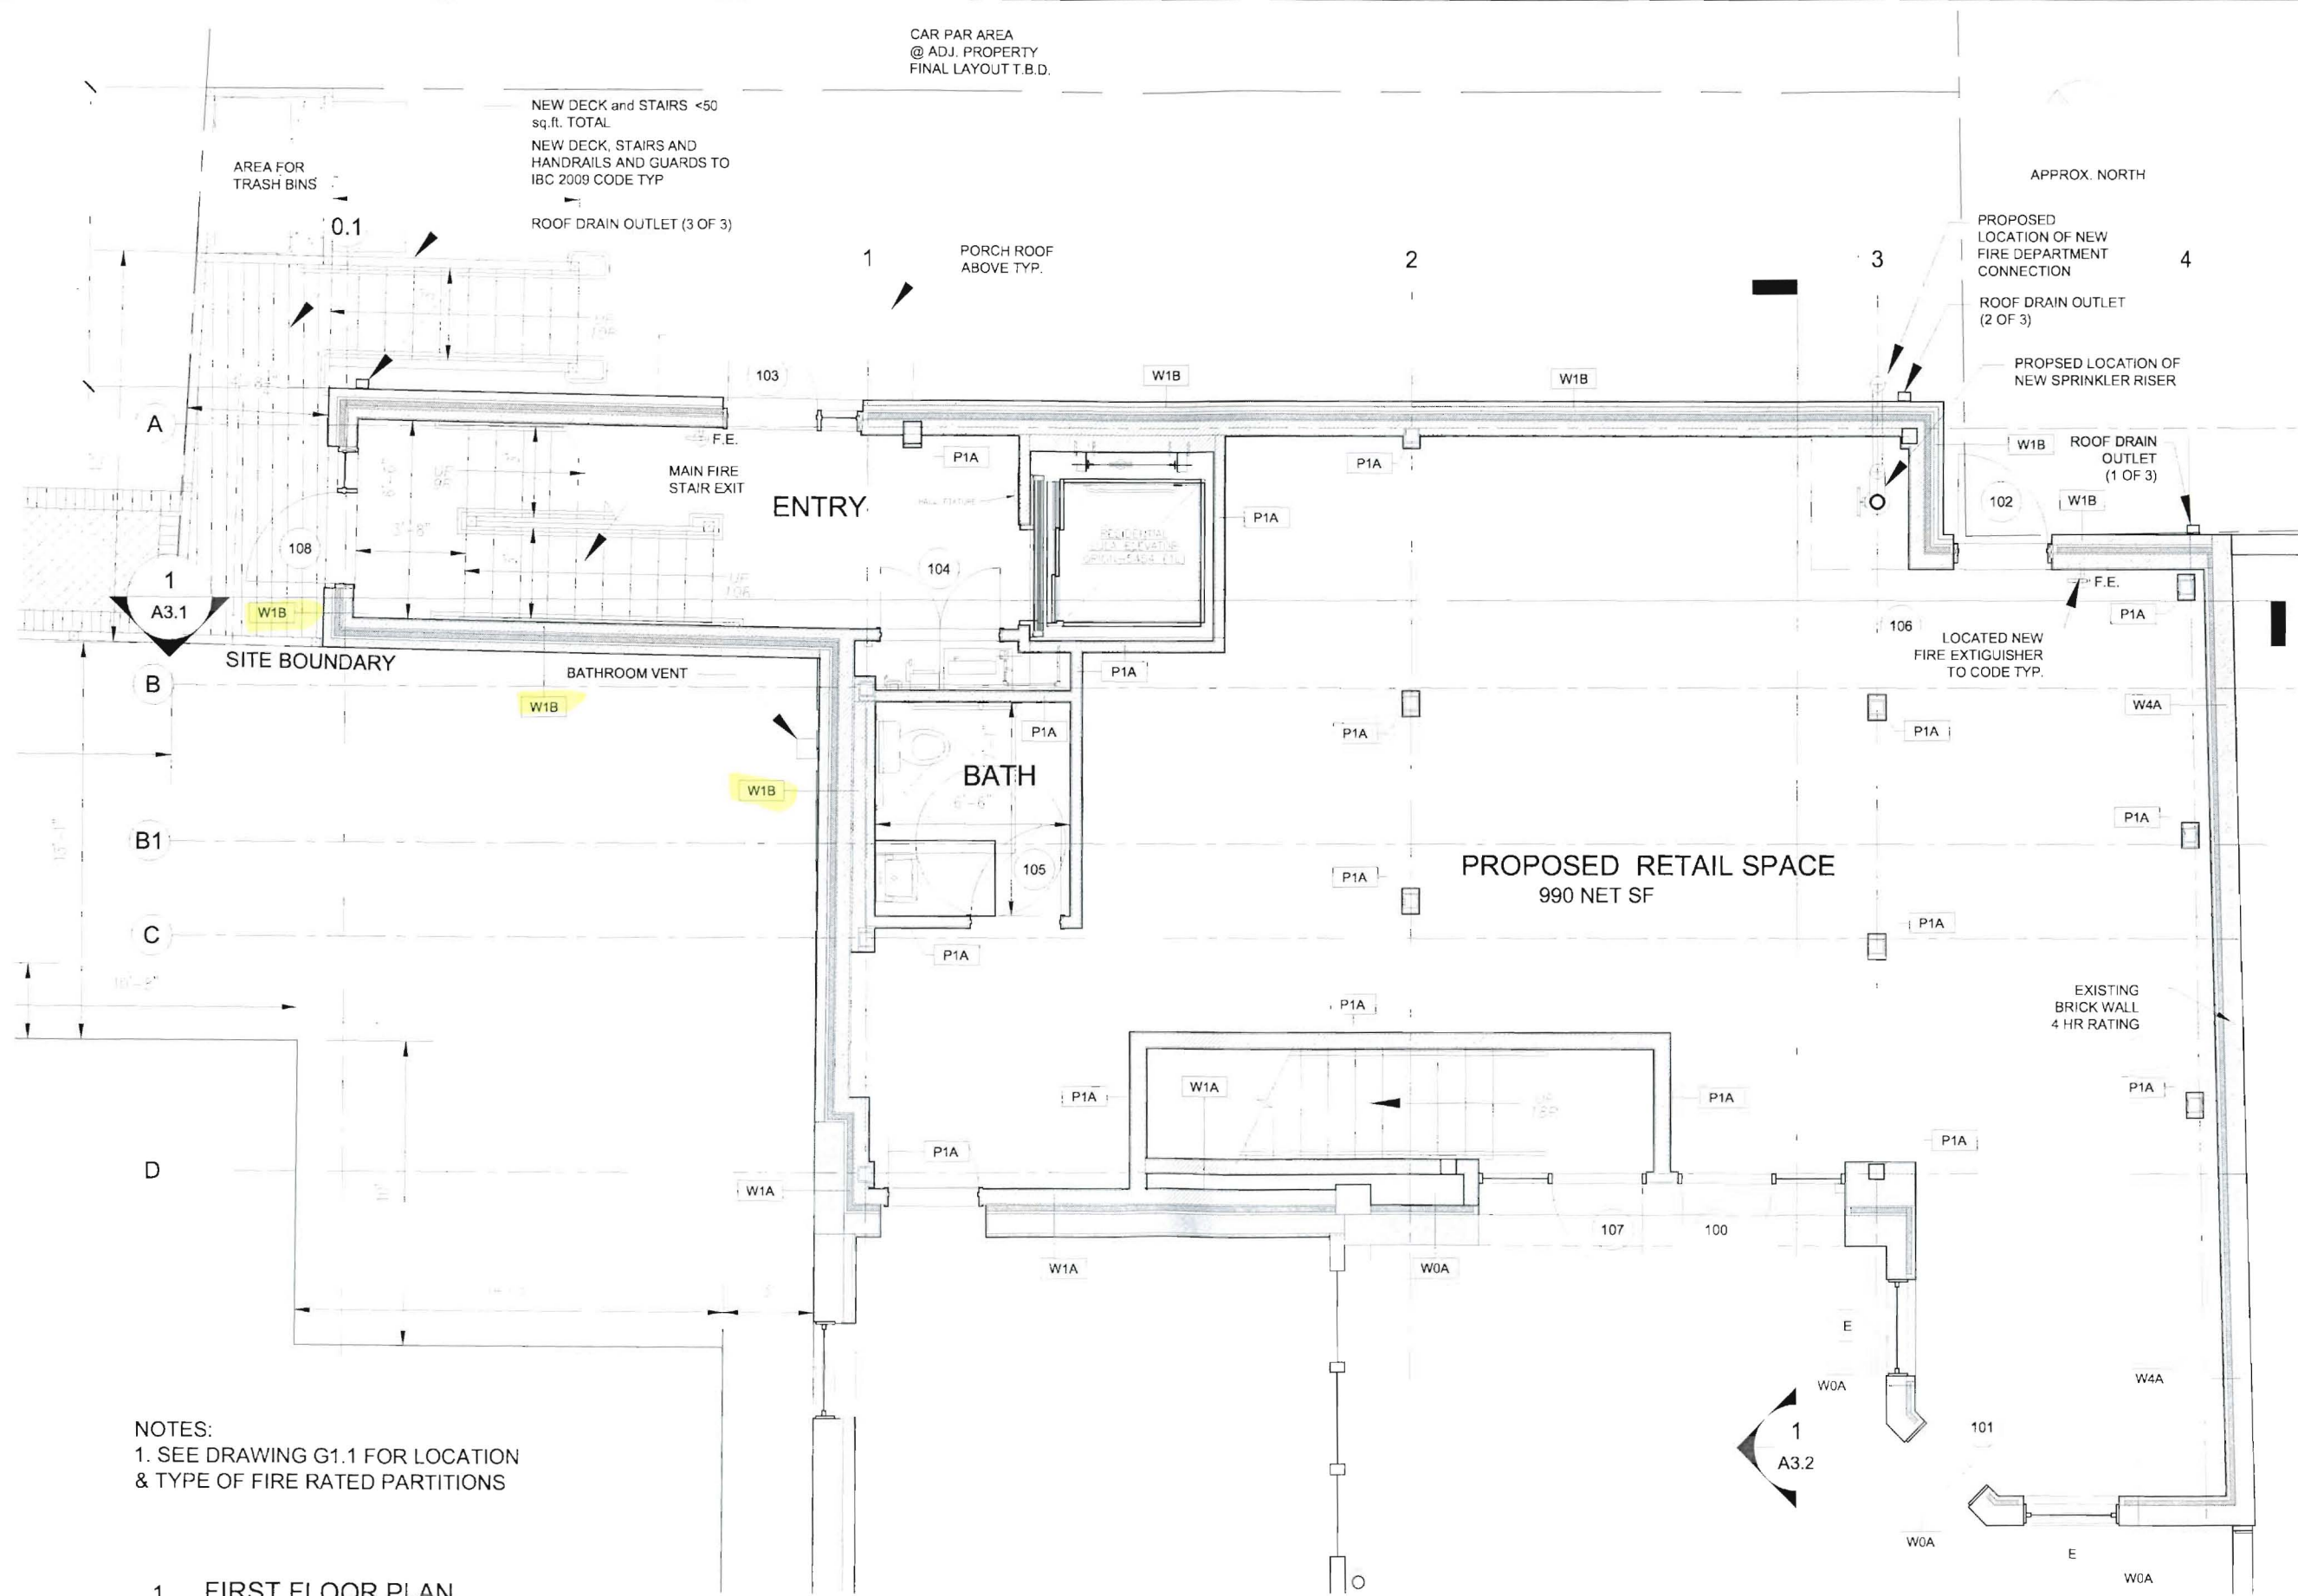 CAR PAR AREA
@ ADJ. PROPERTY
FINAL LAYOUT T.B.D.
NEW DECK and STAIRS <50
sq.ft. TOTAL
NEW DECK, STAIRS AND
HANDRAILS AND GUARDS TO
IBC 2009 CODE TYP
ROOF DRAIN OUTLET (3 OF 3)
AREA FOR
TRASH BINS
APPROX. NORTH
PROPOSED
LOCATION OF NEW
FIRE DEPARTMENT
CONNECTION
ROOF DRAIN OUTLET
(2 OF 3)
PROPSED LOCATION OF
NEW SPRINKLER RISER
ROOF DRAIN
OUTLET
(1 OF 3)
0.1
1
PORCH ROOF
ABOVE TYP.
2
3
4
103
W1B
W1B
W1B
102
W1B
A
F.E.
MAIN FIRE
STAIR EXIT
ENTRY
P1A
HALL FIXTURE
P1A
P1A
3'-8"
108
104
1
A3.1
W1B
SITE BOUNDARY
B
BATHROOM VENT
W1B
P1A
F.E.
P1A
106
LOCATED NEW
FIRE EXTIGUISHER
TO CODE TYP.
W4A
P1A
P1A
P1A
W1B
BATH
6'-6"
P1A
B1
105
P1A
PROPOSED RETAIL SPACE
990 NET SF
P1A
C
P1A
EXISTING
BRICK WALL
4 HR RATING
P1A
P1A
W1A
P1A
P1A
P1A
D
P1A
W1A
W1A
W0A
107
100
E
W0A
W4A
1
A3.2
101
W0A
E
W0A
NOTES:
1. SEE DRAWING G1.1 FOR LOCATION
& TYPE OF FIRE RATED PARTITIONS
1 FIRST FLOOR PLAN